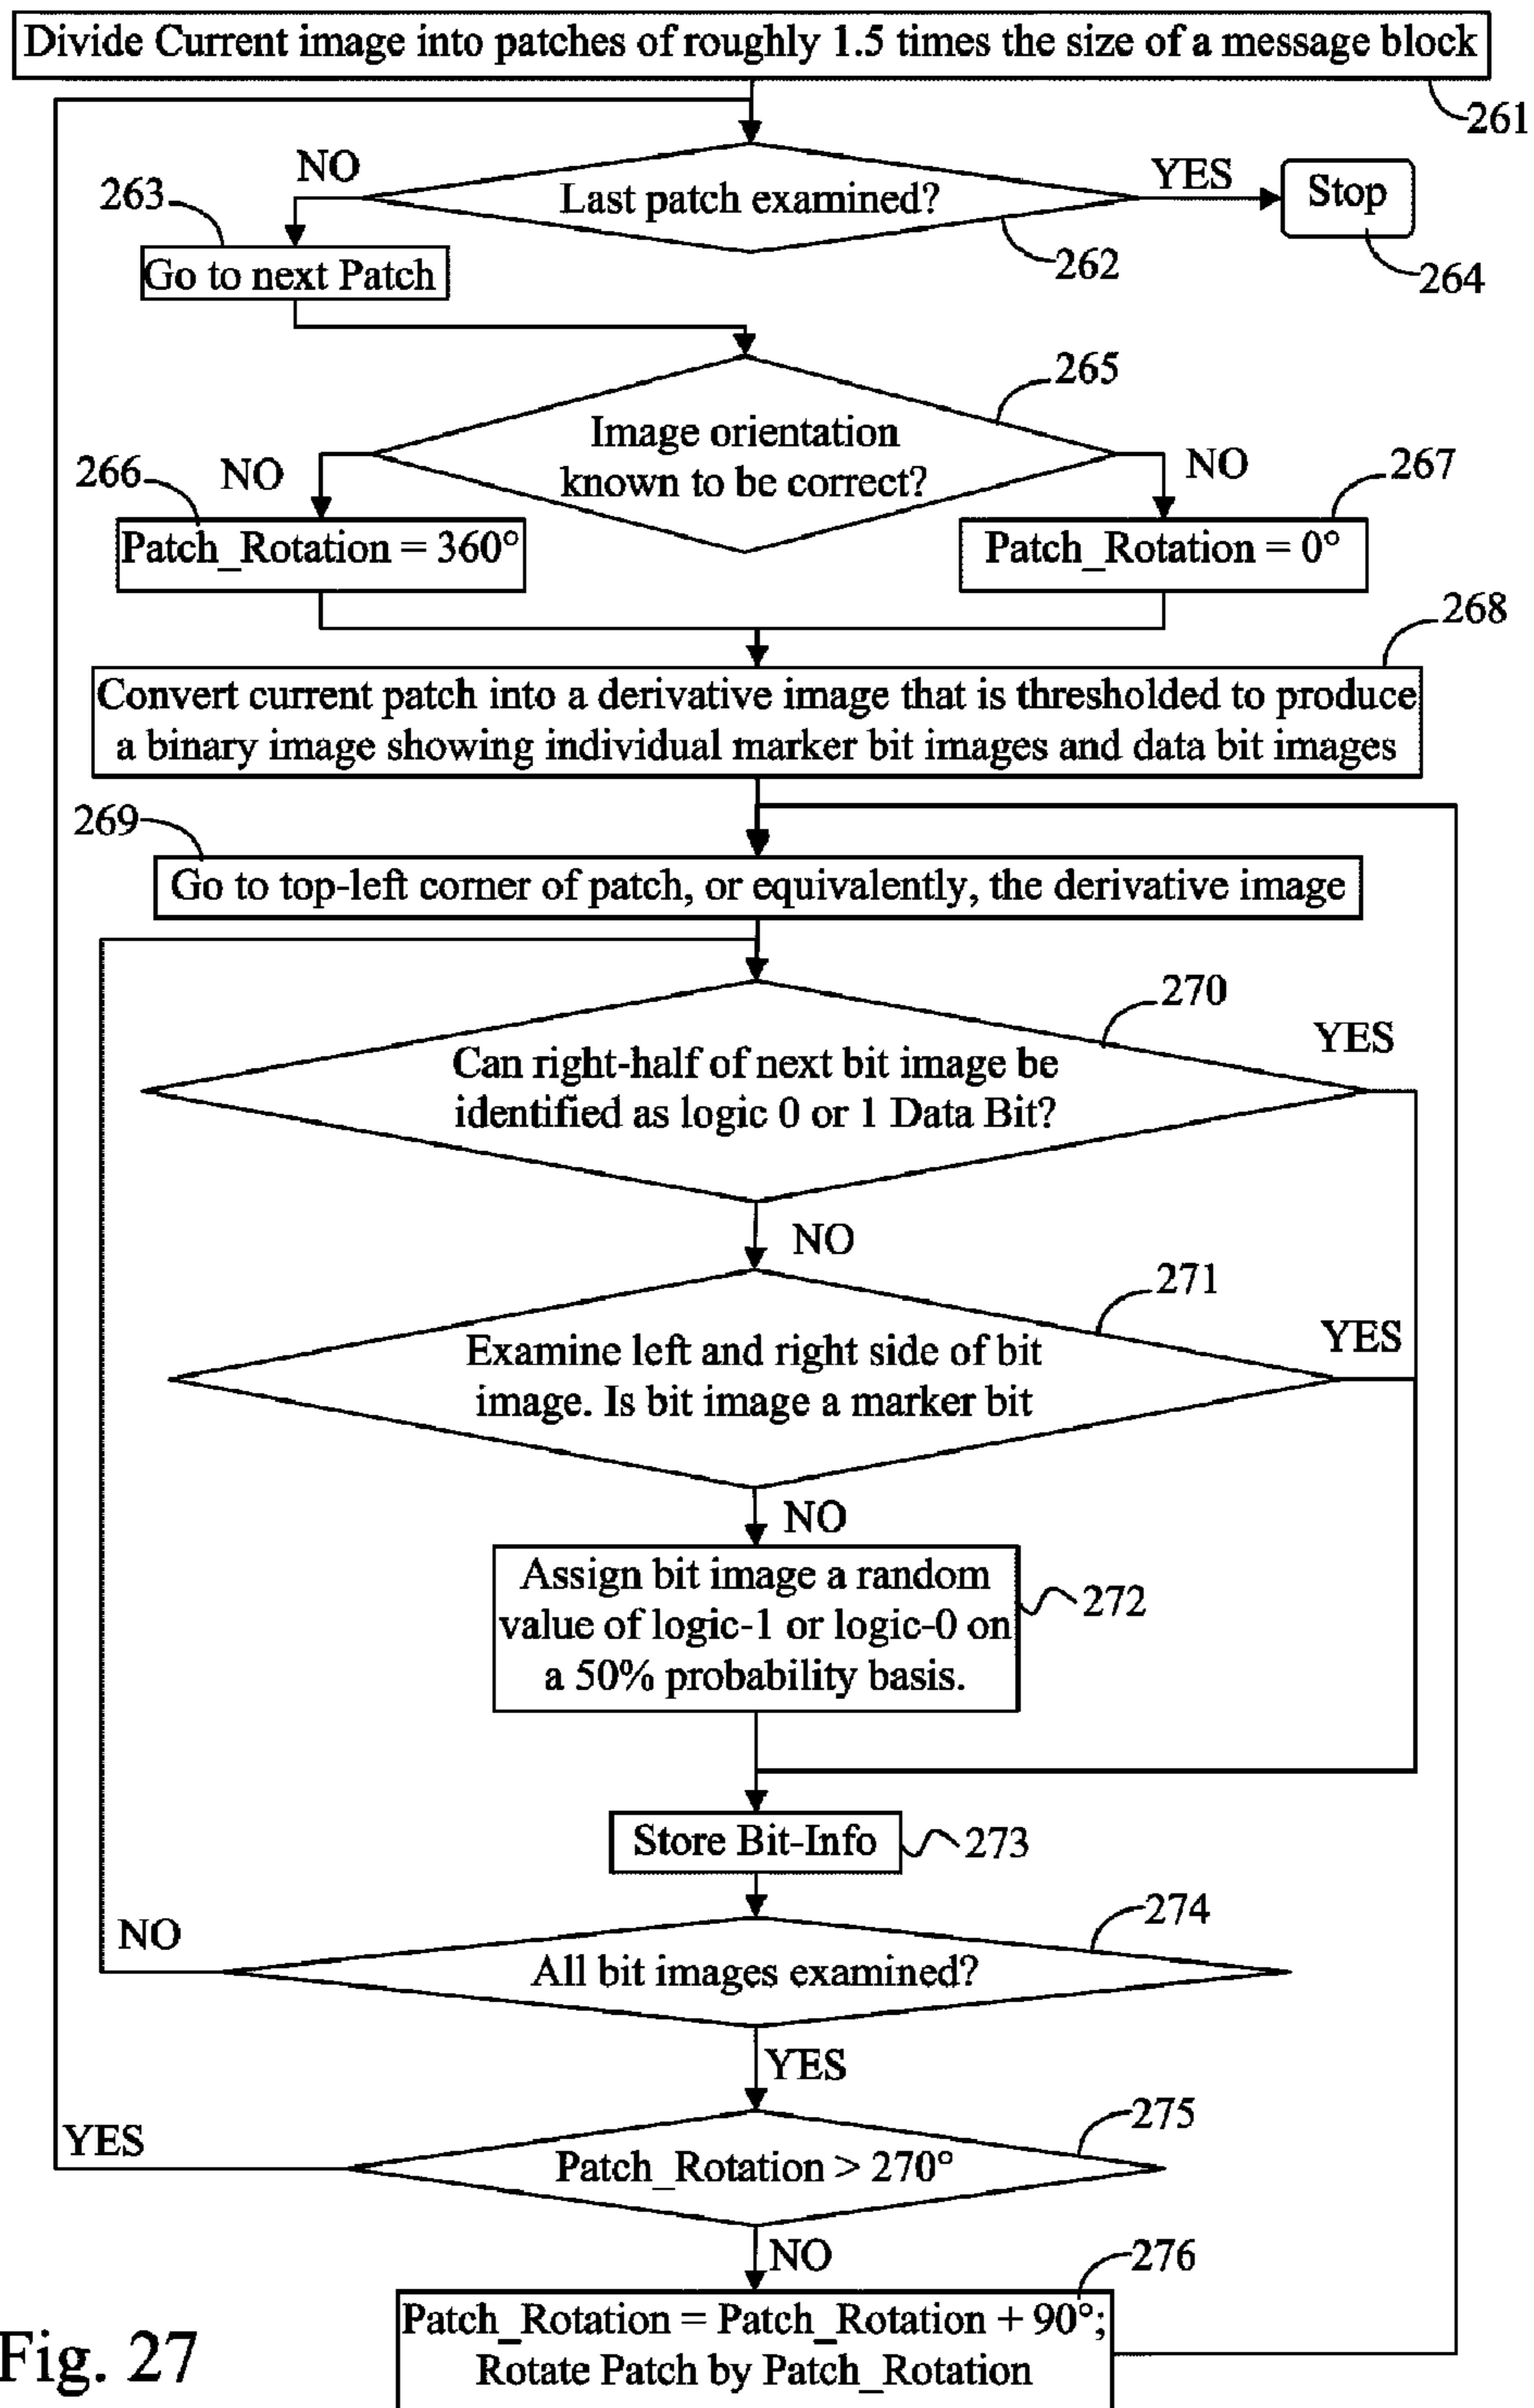 Divide Current image into patches of roughly 1.5 times the size of a message block
261
NO
Last patch examined?
YES
Stop
263
262
264
Go to next Patch
265
Image orientation
known to be correct?
266
NO
NO
267
Patch_Rotation = 360°
Patch_Rotation = 0°
268
Convert current patch into a derivative image that is thresholded to produce
a binary image showing individual marker bit images and data bit images
269
Go to top-left corner of patch, or equivalently, the derivative image
270
YES
Can right-half of next bit image be
identified as logic 0 or 1 Data Bit?
NO
271
YES
Examine left and right side of bit
image. Is bit image a marker bit
NO
Assign bit image a random
value of logic-1 or logic-0 on
a 50% probability basis.
272
Store Bit-Info
273
274
NO
All bit images examined?
YES
275
YES
Patch_Rotation > 270°
NO
276
Patch_Rotation = Patch_Rotation + 90°;
Rotate Patch by Patch_Rotation
Fig. 27